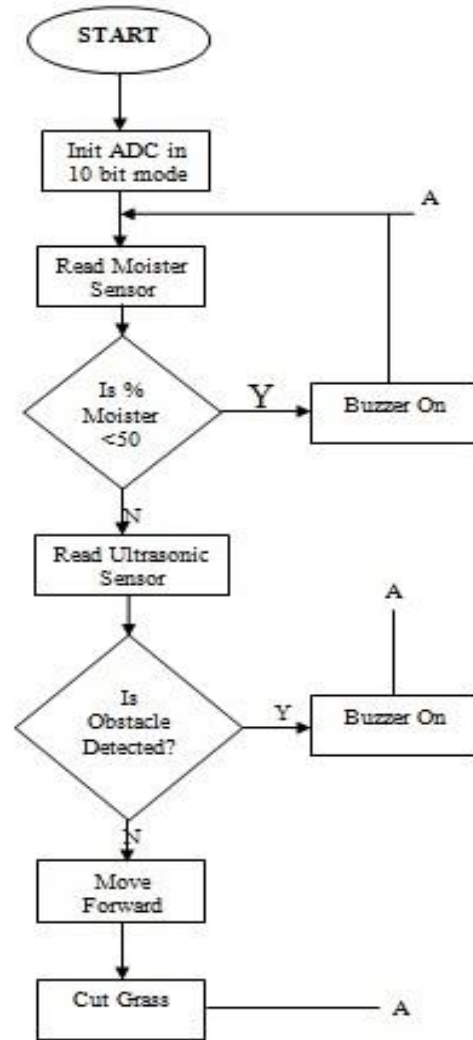 START
Init ADC in
10 bit mode
A
Read Moister
Sensor
Is %
Moister
<50
Y
Buzzer On
N
Read Ultrasonic
Sensor
A
Is
Obstacle
Detected?
Y
Buzzer On
N
Move
Forward
Cut Grass
A